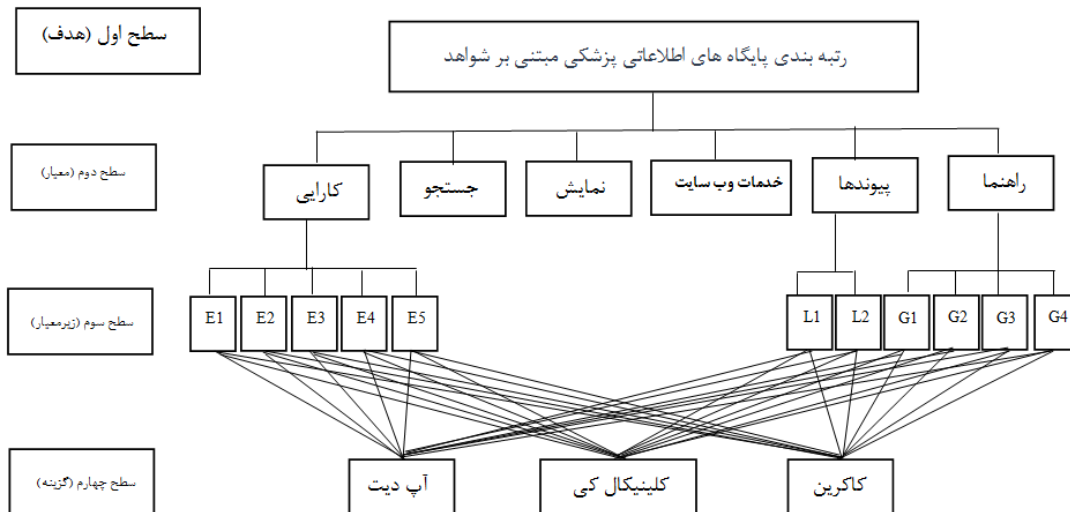 سطح اول (هدف)
رتبه بندی پایگاه های اطلاعاتی پزشکی مبتنی بر شواهد
سطح دوم (معیار)
راهنما
پیوندها
خدمات وب سایت
نمایش
جستجو
کارایی
سطح سوم (زیرمعیار)
E1
E2
E3
E4
E5
L1
L2
G1
G2
G3
G4
سطح چهارم (گزینه)
کاکرین
کلینیکال کی
آپ دیت